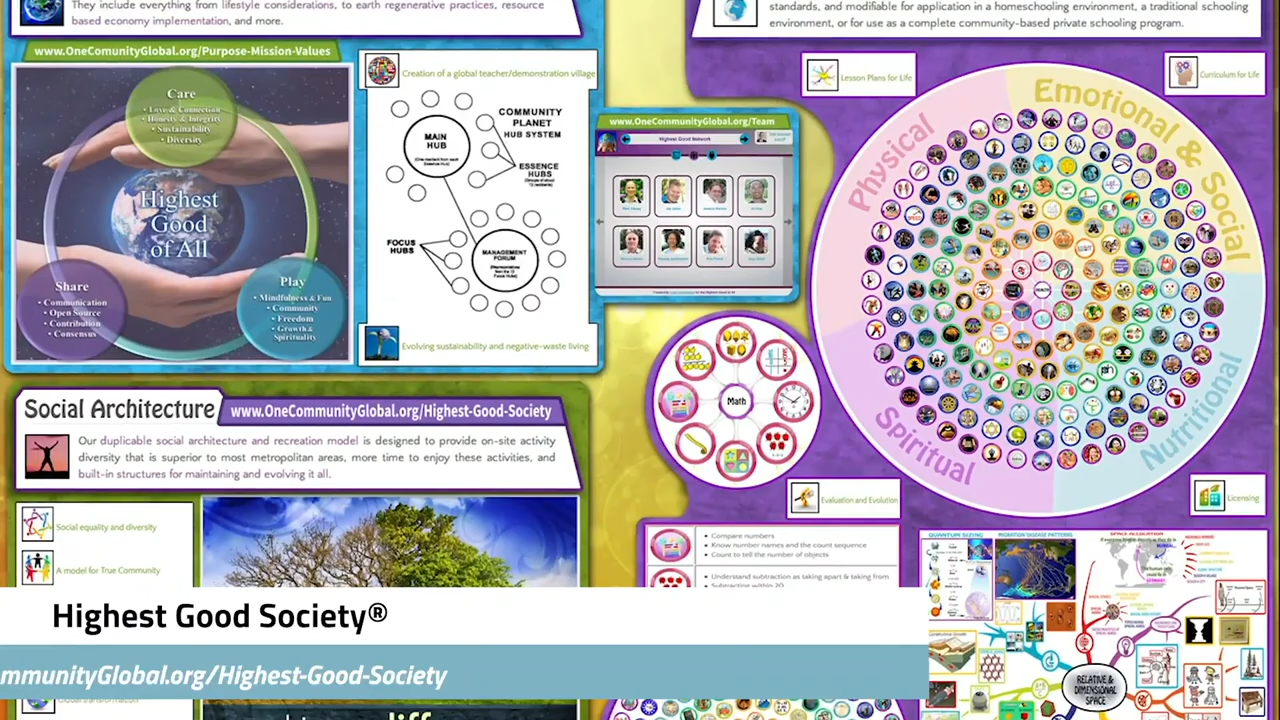 They include everything from lifestyle considerations, to earth regenerative practices, resource
based economy implementation, and more.
www.OneComunityGlobal.org/Purpose-Mission-Values
Care
• Love & Connection
• Honesty & Integrity
• Sustainability
• Diversity
Highest
Good
of All
Share
• Communication
• Open Source
• Contribution
• Consensus
Play
• Mindfulness & Fun
• Community
• Freedom
• Growth &
Spirituality
Creation of a global teacher/demonstration village
COMMUNITY
PLANET
HUB SYSTEM
MAIN
HUB
ESSENCE
HUBS
FOCUS
HUBS
MANAGEMENT
FORUM
Evolving sustainability and negative-waste living
www.OneCommunityGlobal.org/Team
Highest Good Network
standards, and modifiable for application in a homeschooling environment, a traditional schooling
environment, or for use as a complete community-based private schooling program.
Lesson Plans for Life
Curriculum for Life
Physical
Emotional & Social
Spiritual
Nutritional
Math
Evaluation and Evolution
Licensing
Social Architecture
www.OneCommunityGlobal.org/Highest-Good-Society
Our duplicable social architecture and recreation model is designed to provide on-site activity
diversity that is superior to most metropolitan areas, more time to enjoy these activities, and
built-in structures for maintaining and evolving it all.
Social equality and diversity
A model for True Community
• Compare numbers
• Know number names and the count sequence
• Count to tell the number of objects
• Understand subtraction as taking apart & taking from
• Subtracting within 20
QUANTUM SIZING
MIGRATION DISEASE PATTERNS
SPACE ALLOCATION
RELATIVE &
DIMENSIONAL
SPACE
Highest Good Society®
mmunityGlobal.org/Highest-Good-Society